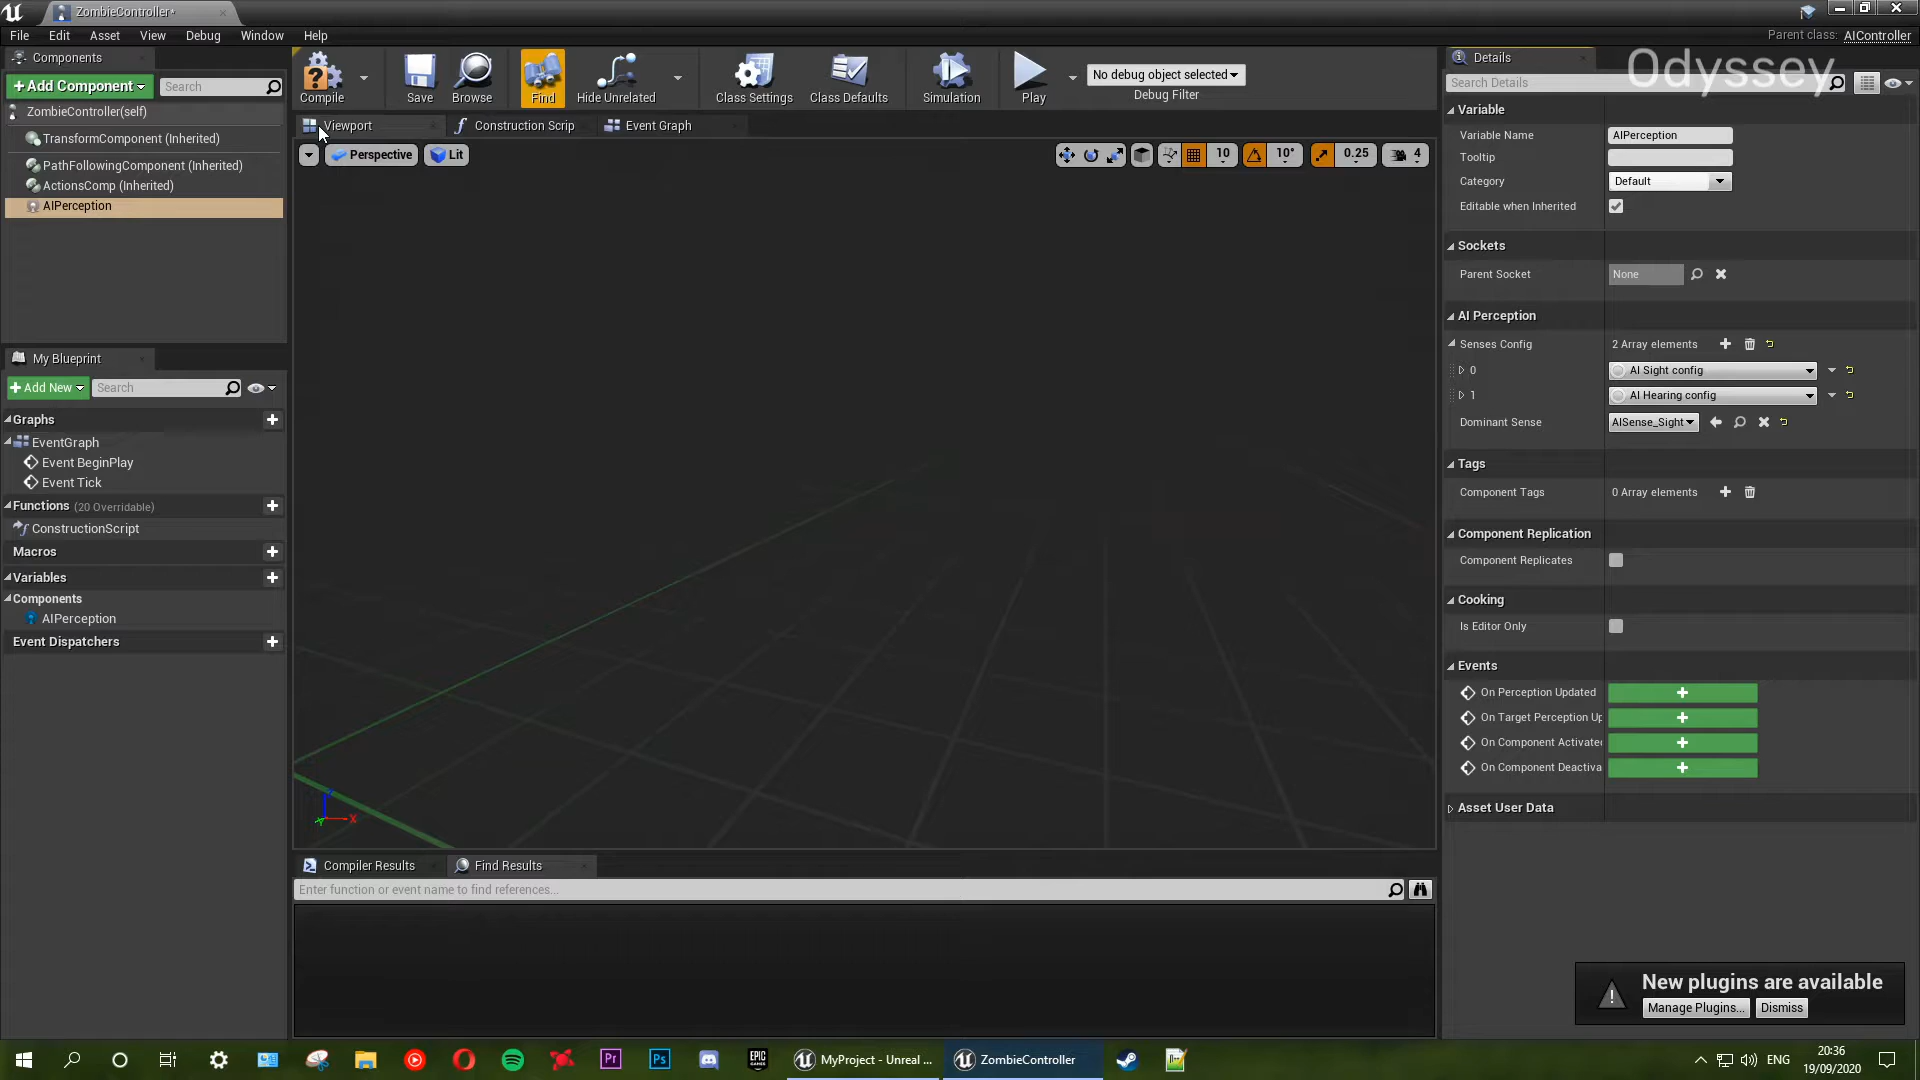 ZombieController*
File Edit Asset View Debug Window Help
Parent class: AIController
Components
+ Add Component
Search
ZombieController(self)
TransformComponent (Inherited)
PathFollowingComponent (Inherited)
ActionsComp (Inherited)
AIPerception
My Blueprint
+ Add New
Search
Graphs
EventGraph
Event BeginPlay
Event Tick
Functions (20 Overridable)
ConstructionScript
Macros
Variables
Components
AIPerception
Event Dispatchers
Compile
Save
Browse
Find
Hide Unrelated
Class Settings
Class Defaults
Simulation
Play
No debug object selected
Debug Filter
Viewport
Construction Scrip
Event Graph
Perspective
Lit
10
10°
0.25
4
Z
X
Y
Compiler Results
Find Results
Enter function or event name to find references...
Details
Odyssey
Search Details
Variable
Variable Name AIPerception
Tooltip
Category Default
Editable when Inherited
Sockets
Parent Socket None
AI Perception
Senses Config 2 Array elements
0 AI Sight config
1 AI Hearing config
Dominant Sense AISense_Sight
Tags
Component Tags 0 Array elements
Component Replication
Component Replicates
Cooking
Is Editor Only
Events
On Perception Updated
On Target Perception Up
On Component Activated
On Component Deactiva
Asset User Data
New plugins are available
Manage Plugins... Dismiss
Pr
Ps
EPIC GAMES
MyProject - Unreal ...
ZombieController
ENG
20:36
19/09/2020